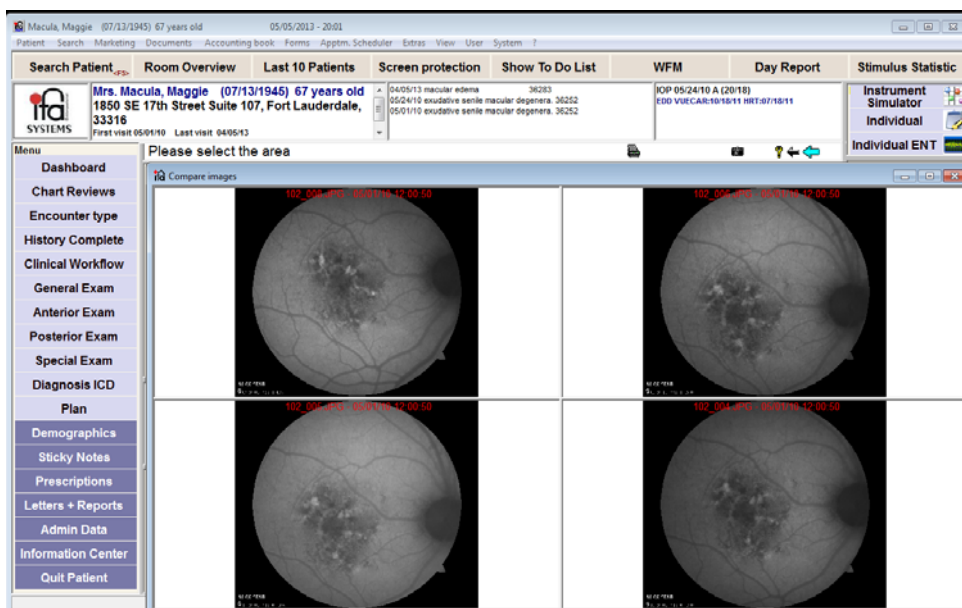 Macula, Maggie (07/13/1945) 67 years old 05/05/2013 - 20:01
Patient Search Marketing Documents Accounting book Forms Apptm. Scheduler Extras View User System ?
Search Patient <F5> Room Overview Last 10 Patients Screen protection Show To Do List WFM Day Report Stimulus Statistic
ifa
SYSTEMS
Mrs. Macula, Maggie (07/13/1945) 67 years old
1850 SE 17th Street Suite 107, Fort Lauderdale,
33316
First visit 05/01/10 Last visit 04/05/13
04/05/13 macular edema 36283
05/24/10 exudative senile macular degenera. 36252
05/01/10 exudative senile macular degenera. 36252
IOP 05/24/10 A (20/18)
EDD VUECAR:10/18/11 HRT:07/18/11
Instrument
Simulator
Individual
Individual ENT
Menu
Please select the area
Dashboard
Chart Reviews
Encounter type
History Complete
Clinical Workflow
General Exam
Anterior Exam
Posterior Exam
Special Exam
Diagnosis ICD
Plan
Demographics
Sticky Notes
Prescriptions
Letters + Reports
Admin Data
Information Center
Quit Patient
Compare images